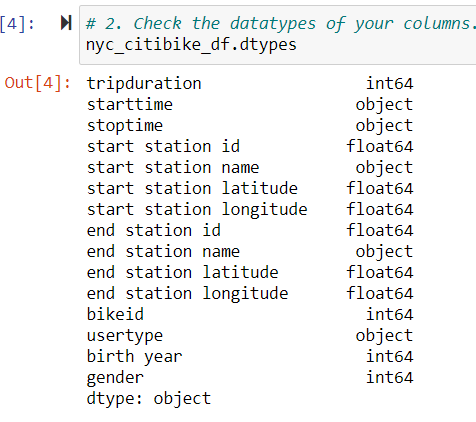 [4]: # 2. Check the datatypes of your columns.
nyc_citibike_df.dtypes
Out[4]: tripduration int64
starttime object
stoptime object
start station id float64
start station name object
start station latitude float64
start station longitude float64
end station id float64
end station name object
end station latitude float64
end station longitude float64
bikeid int64
usertype object
birth year int64
gender int64
dtype: object